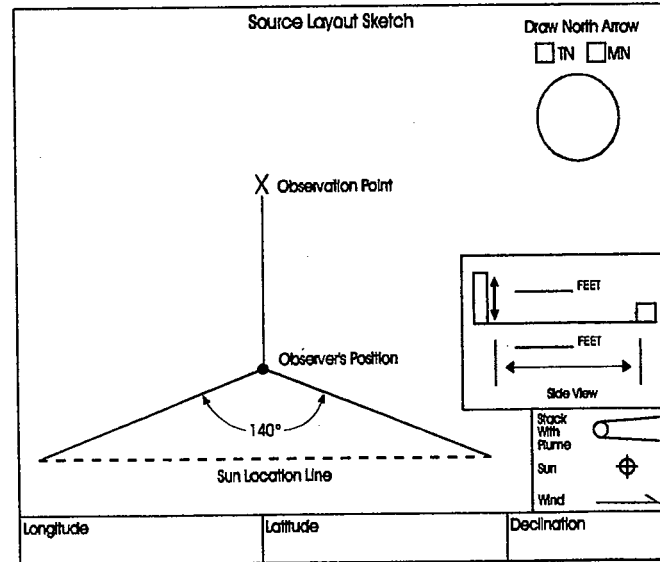 Source Layout Sketch
Draw North Arrow
TN MN
X Observation Point
FEET
Observer's Position
FEET
Side View
140°
Stack
With
Plume
Sun Location Line
Sun
Wind
Longitude
Latitude
Declination